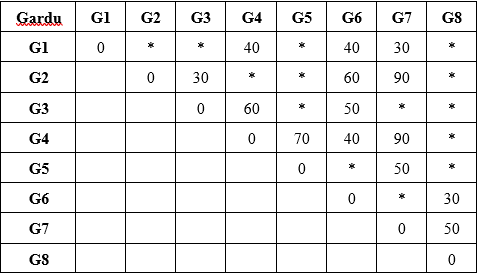 Gardu G1 G2 G3 G4 G5 G6 G7 G8
G1 0 * * 40 * 40 30 *
G2 0 30 * * 60 90 *
G3 0 60 * 50 * *
G4 0 70 40 90 *
G5 0 * 50 *
G6 0 * 30
G7 0 50
G8 0